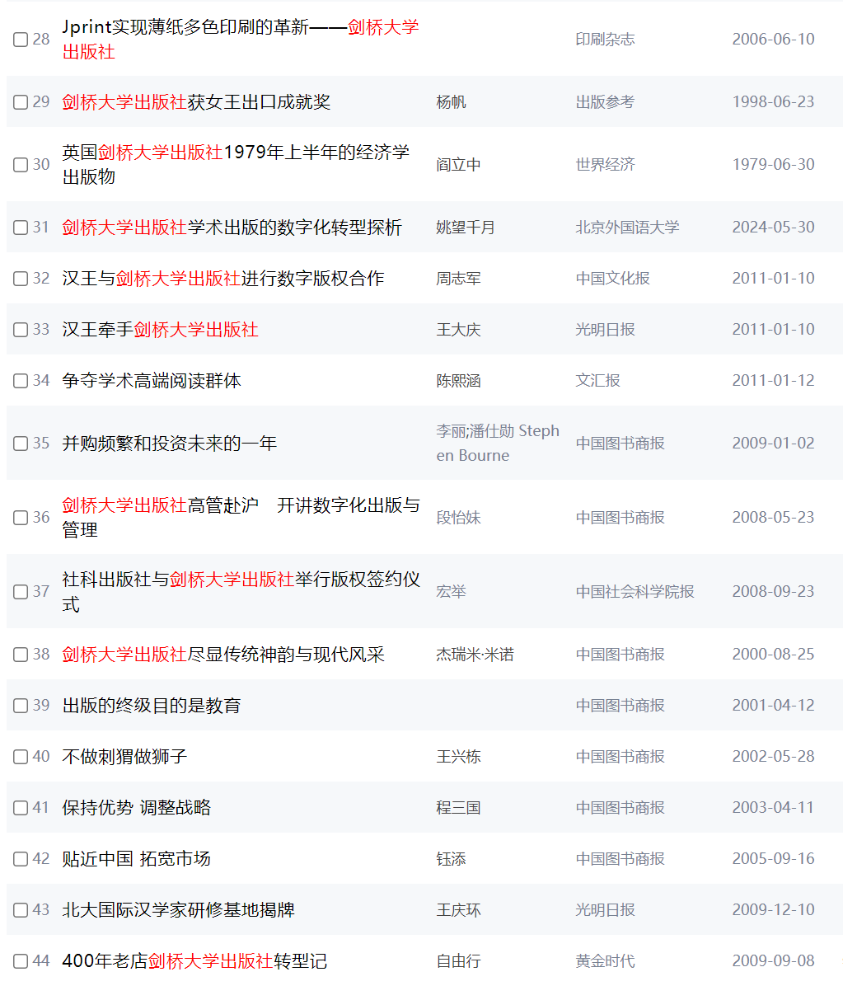 28 Jprint实现薄纸多色印刷的革新——剑桥大学
出版社 印刷杂志 2006-06-10
29 剑桥大学出版社获女王出口成就奖 杨帆 出版参考 1998-06-23
30 英国剑桥大学出版社1979年上半年的经济学
出版物 阎立中 世界经济 1979-06-30
31 剑桥大学出版社学术出版的数字化转型探析 姚望千月 北京外国语大学 2024-05-30
32 汉王与剑桥大学出版社进行数字版权合作 周志军 中国文化报 2011-01-10
33 汉王牵手剑桥大学出版社 王大庆 光明日报 2011-01-10
34 争夺学术高端阅读群体 陈熙涵 文汇报 2011-01-12
35 并购频繁和投资未来的一年 李丽;潘仕勋 Steph
en Bourne 中国图书商报 2009-01-02
36 剑桥大学出版社高管赴沪　开讲数字化出版与
管理 段怡妹 中国图书商报 2008-05-23
37 社科出版社与剑桥大学出版社举行版权签约仪
式 宏举 中国社会科学院报 2008-09-23
38 剑桥大学出版社尽显传统神韵与现代风采 杰瑞米·米诺 中国图书商报 2000-08-25
39 出版的终级目的是教育 中国图书商报 2001-04-12
40 不做刺猬做狮子 王兴栋 中国图书商报 2002-05-28
41 保持优势 调整战略 程三国 中国图书商报 2003-04-11
42 贴近中国 拓宽市场 钰添 中国图书商报 2005-09-16
43 北大国际汉学家研修基地揭牌 王庆环 光明日报 2009-12-10
44 400年老店剑桥大学出版社转型记 自由行 黄金时代 2009-09-08